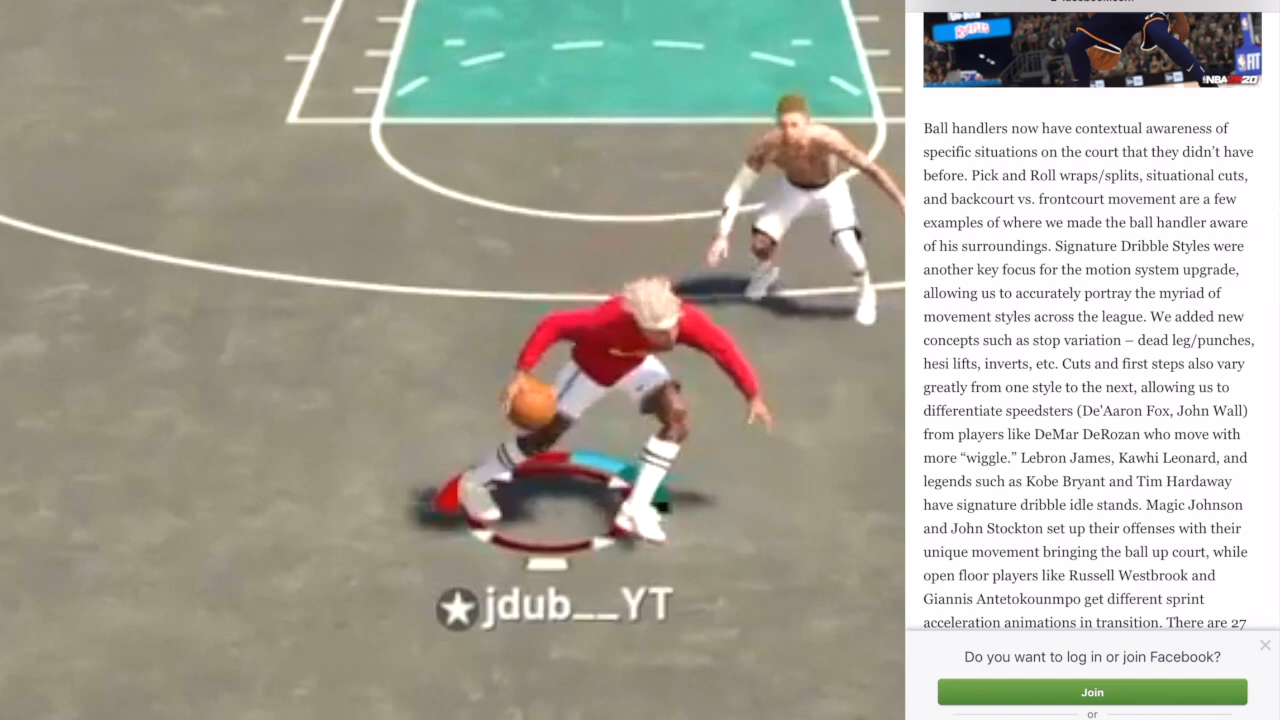 RUFFLES
FIT
NBA 2K20
Ball handlers now have contextual awareness of
specific situations on the court that they didn't have
before. Pick and Roll wraps/splits, situational cuts,
and backcourt vs. frontcourt movement are a few
examples of where we made the ball handler aware
of his surroundings. Signature Dribble Styles were
another key focus for the motion system upgrade,
allowing us to accurately portray the myriad of
movement styles across the league. We added new
concepts such as stop variation – dead leg/punches,
hesi lifts, inverts, etc. Cuts and first steps also vary
greatly from one style to the next, allowing us to
differentiate speedsters (De'Aaron Fox, John Wall)
from players like DeMar DeRozan who move with
more “wiggle.” Lebron James, Kawhi Leonard, and
legends such as Kobe Bryant and Tim Hardaway
have signature dribble idle stands. Magic Johnson
and John Stockton set up their offenses with their
unique movement bringing the ball up court, while
open floor players like Russell Westbrook and
Giannis Antetokounmpo get different sprint
acceleration animations in transition. There are 27
jdub__YT
Do you want to log in or join Facebook?
Join
or